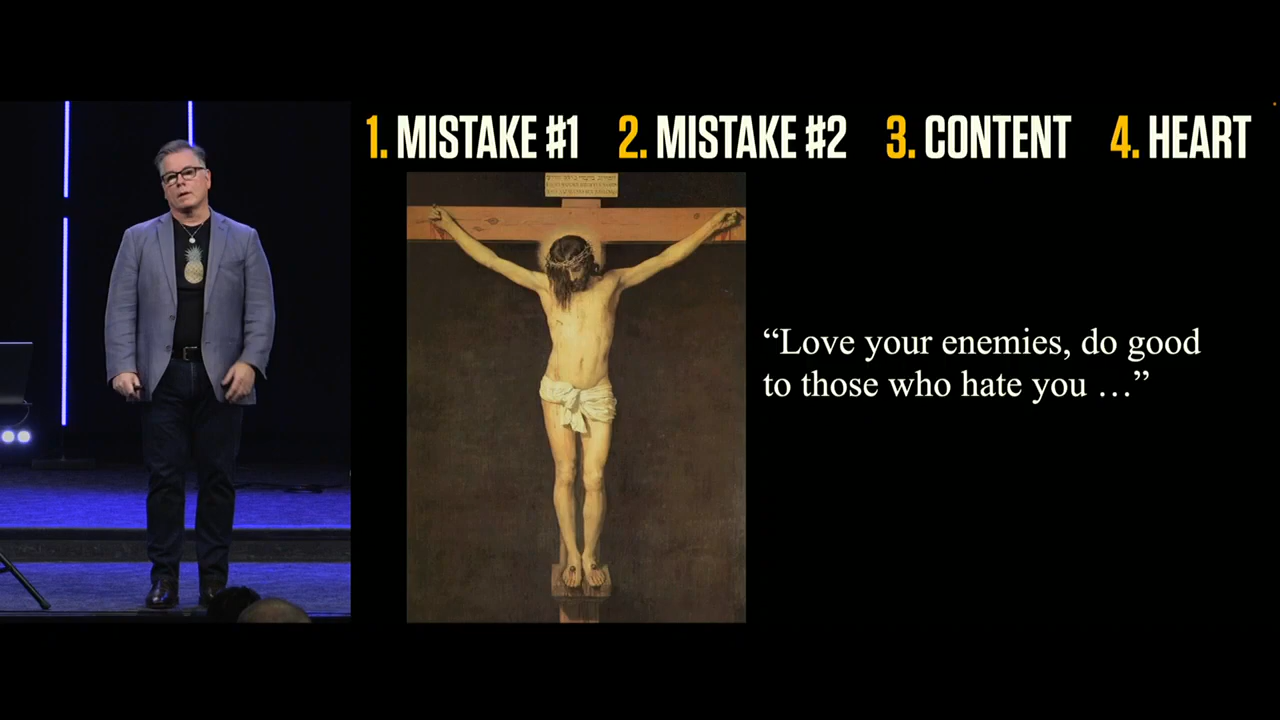 1. MISTAKE #1 2. MISTAKE #2 3. CONTENT 4. HEART
“Love your enemies, do good
to those who hate you …”